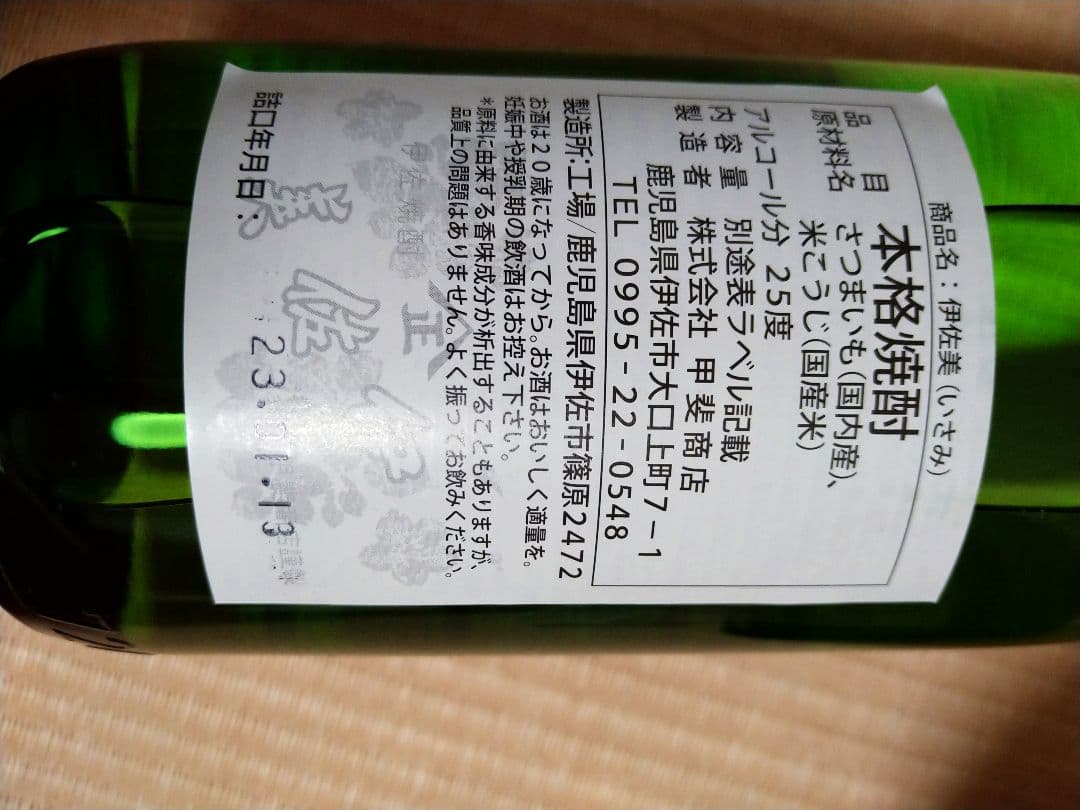 商品名：伊佐美（いさみ）
品目 本格焼酎
原材料名 さつまいも（国内産）、
米こうじ（国産米）
アルコール分 25度
内容量 別途表ラベル記載
製造者 株式会社 甲斐商店
鹿児島県伊佐市大口上町7-1
TEL 0995-22-0548
製造所：工場/鹿児島県伊佐市篠原2472
お酒は20歳になってから。お酒はおいしく適量を。
妊娠中や授乳期の飲酒はお控え下さい。
*原料に由来する香味成分が析出することもありますが、
品質上の問題はありません。よく振ってお飲みください。
伊佐焼酎
正
詰口年月日：
23.01.13